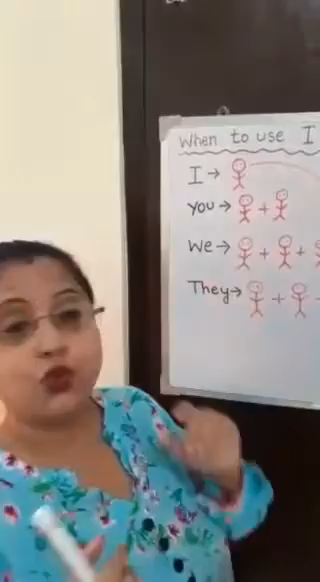 When to use I
I →
you → +
We → + +
They → + +